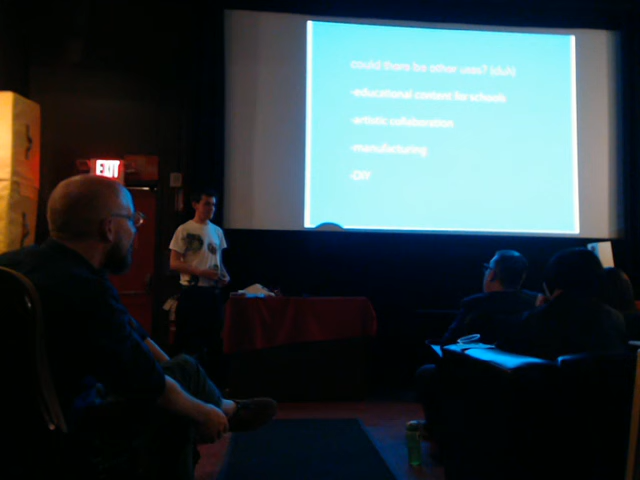 could there be other uses? (duh)
-educational content for schools
-artistic collaboration
-manufacturing
-DIY
EXIT